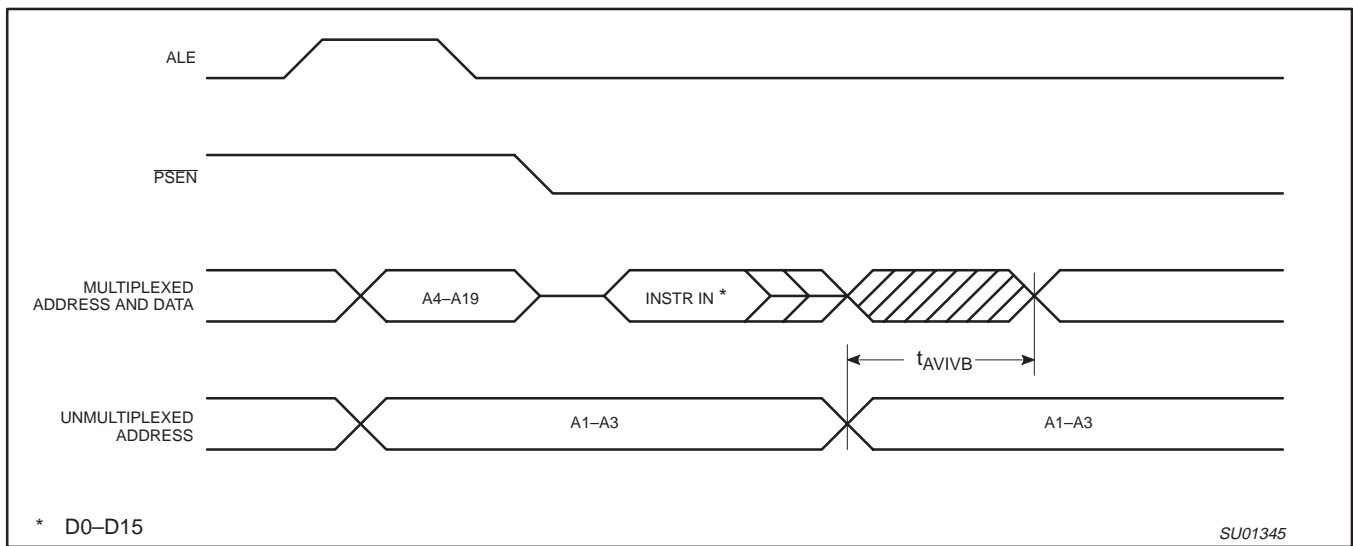 ALE
PSEN
MULTIPLEXED
ADDRESS AND DATA
A4–A19
INSTR IN *
tAVIVB
UNMULTIPLEXED
ADDRESS
A1–A3
A1–A3
* D0–D15
SU01345